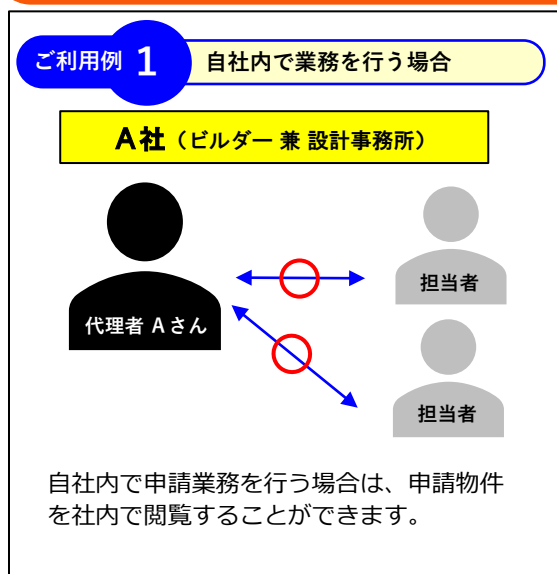 ご利用例 1 自社内で業務を行う場合
A社（ビルダー 兼 設計事務所）
担当者
代理者 Aさん
担当者
自社内で申請業務を行う場合は、申請物件
を社内で閲覧することができます。